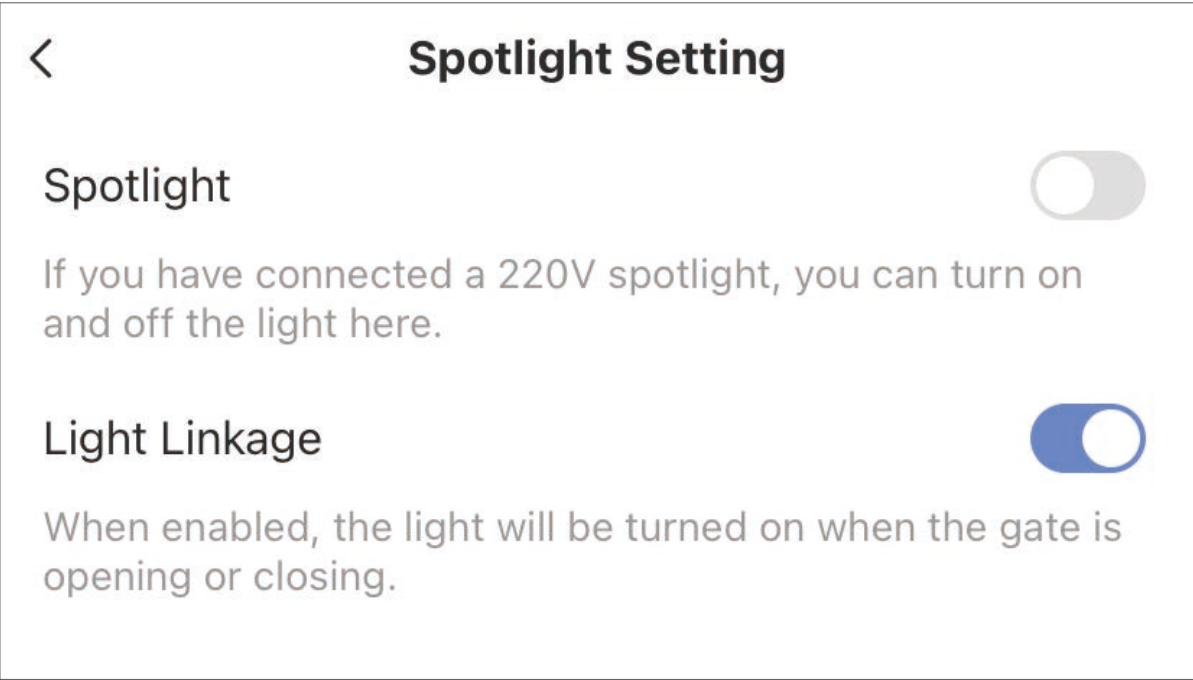 Spotlight Setting
Spotlight
If you have connected a 220V spotlight, you can turn on
and off the light here.
Light Linkage
When enabled, the light will be turned on when the gate is
opening or closing.